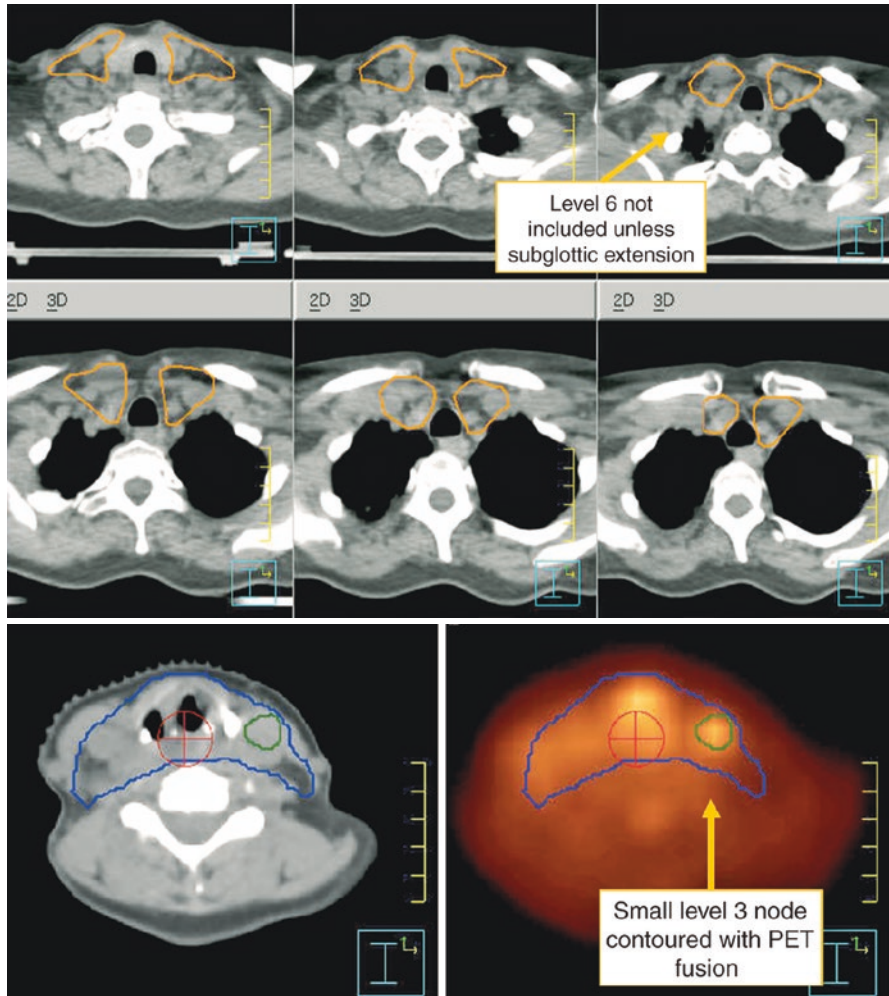 Level 6 not
included unless
subglottic extension
2D 3D
2D 3D
2D 3D
Small level 3 node
contoured with PET
fusion